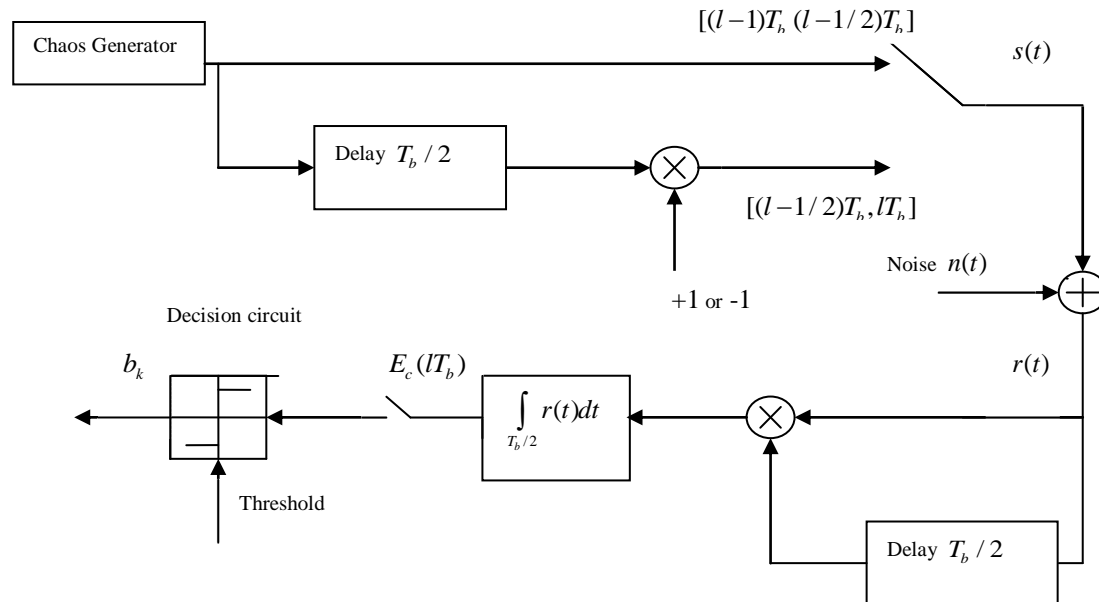 [(l−1)T_b (l−1/2)T_b]
Chaos Generator
s(t)
Delay T_b / 2
[(l−1/2)T_b, lT_b]
Noise n(t)
+1 or -1
Decision circuit
b_k
E_c(lT_b)
r(t)
∫_{T_b/2} r(t)dt
Threshold
Delay T_b / 2